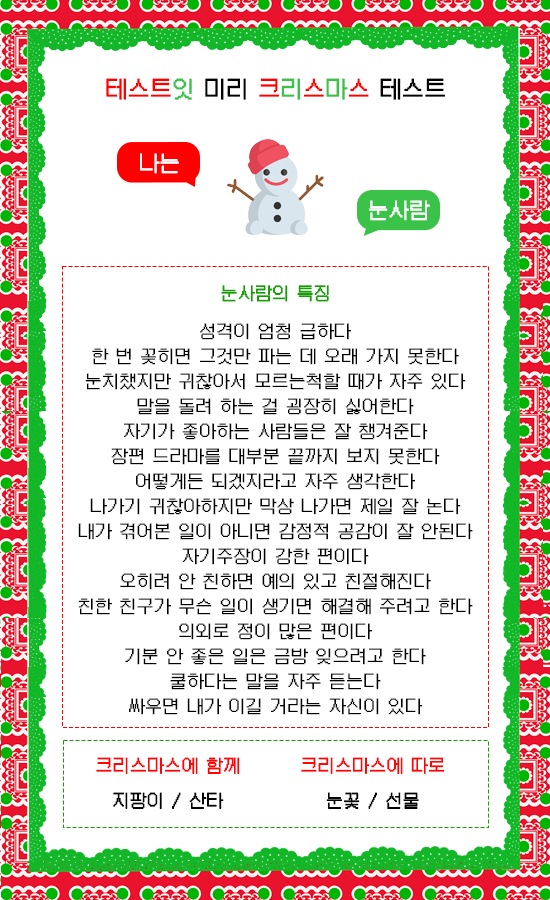 테스트잇 미리 크리스마스 테스트
나는
눈사람
눈사람의 특징
성격이 엄청 급하다
한 번 꽂히면 그것만 파는 데 오래 가지 못한다
눈치챘지만 귀찮아서 모르는척할 때가 자주 있다
말을 돌려 하는 걸 굉장히 싫어한다
자기가 좋아하는 사람들은 잘 챙겨준다
장편 드라마를 대부분 끝까지 보지 못한다
어떻게든 되겠지라고 자주 생각한다
나가기 귀찮아하지만 막상 나가면 제일 잘 논다
내가 겪어본 일이 아니면 감정적 공감이 잘 안된다
자기주장이 강한 편이다
오히려 안 친하면 예의 있고 친절해진다
친한 친구가 무슨 일이 생기면 해결해 주려고 한다
의외로 정이 많은 편이다
기분 안 좋은 일은 금방 잊으려고 한다
쿨하다는 말을 자주 듣는다
싸우면 내가 이길 거라는 자신이 있다
크리스마스에 함께
크리스마스에 따로
지팡이 / 산타
눈꽃 / 선물